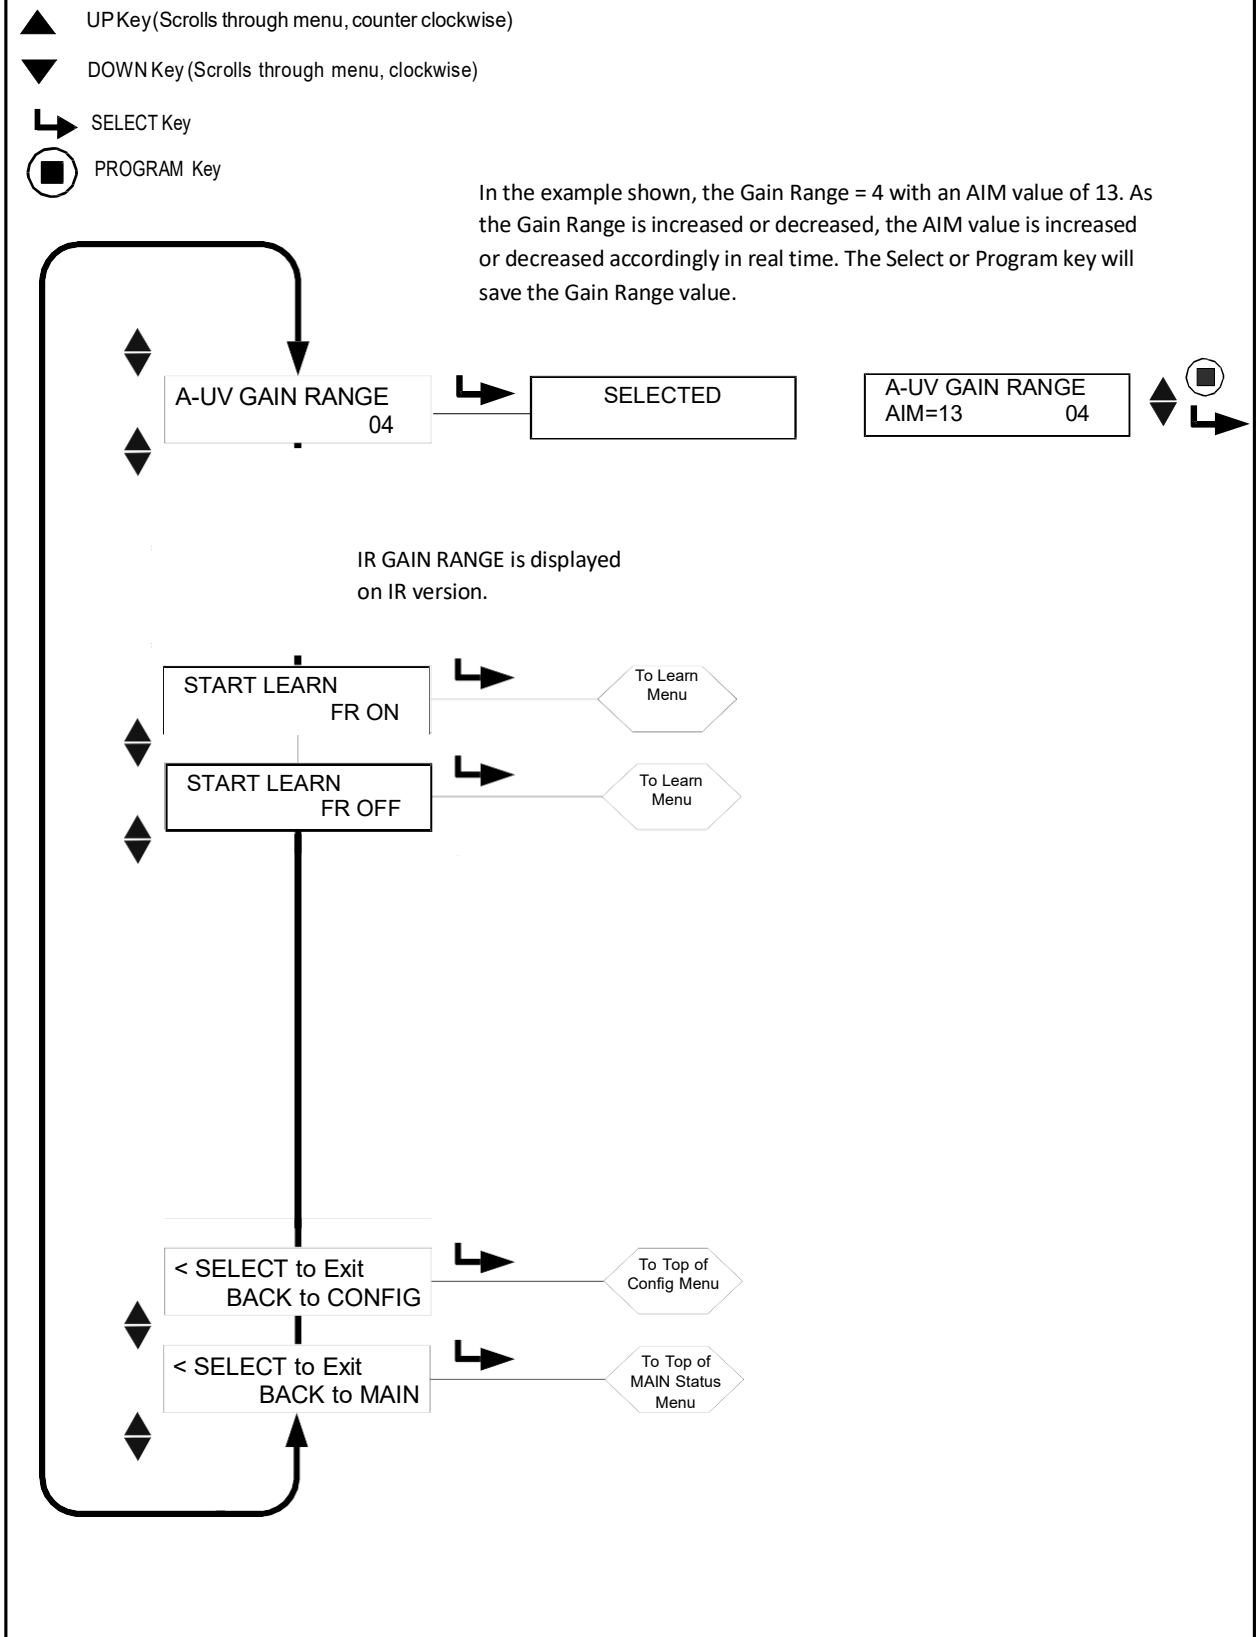 UP Key (Scrolls through menu, counter clockwise)
DOWN Key (Scrolls through menu, clockwise)
SELECT Key
PROGRAM Key
In the example shown, the Gain Range = 4 with an AIM value of 13. As
the Gain Range is increased or decreased, the AIM value is increased
or decreased accordingly in real time. The Select or Program key will
save the Gain Range value.
A-UV GAIN RANGE
04
SELECTED
A-UV GAIN RANGE
AIM=13 04
IR GAIN RANGE is displayed
on IR version.
START LEARN
FR ON
To Learn
Menu
START LEARN
FR OFF
To Learn
Menu
< SELECT to Exit
BACK to CONFIG
To Top of
Config Menu
< SELECT to Exit
BACK to MAIN
To Top of
MAIN Status
Menu